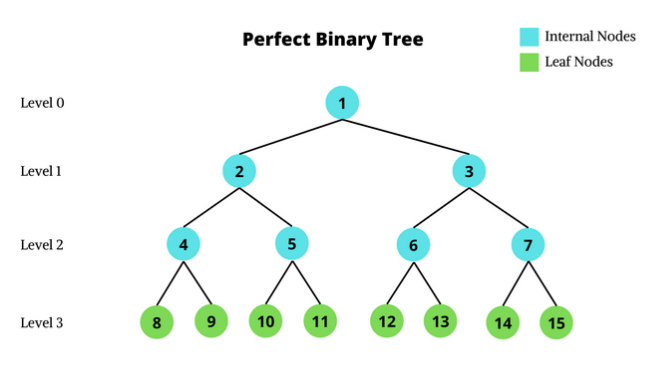 Perfect Binary Tree
Internal Nodes
Leaf Nodes
Level 0
1
Level 1
2 3
Level 2
4 5 6 7
Level 3
8 9 10 11 12 13 14 15